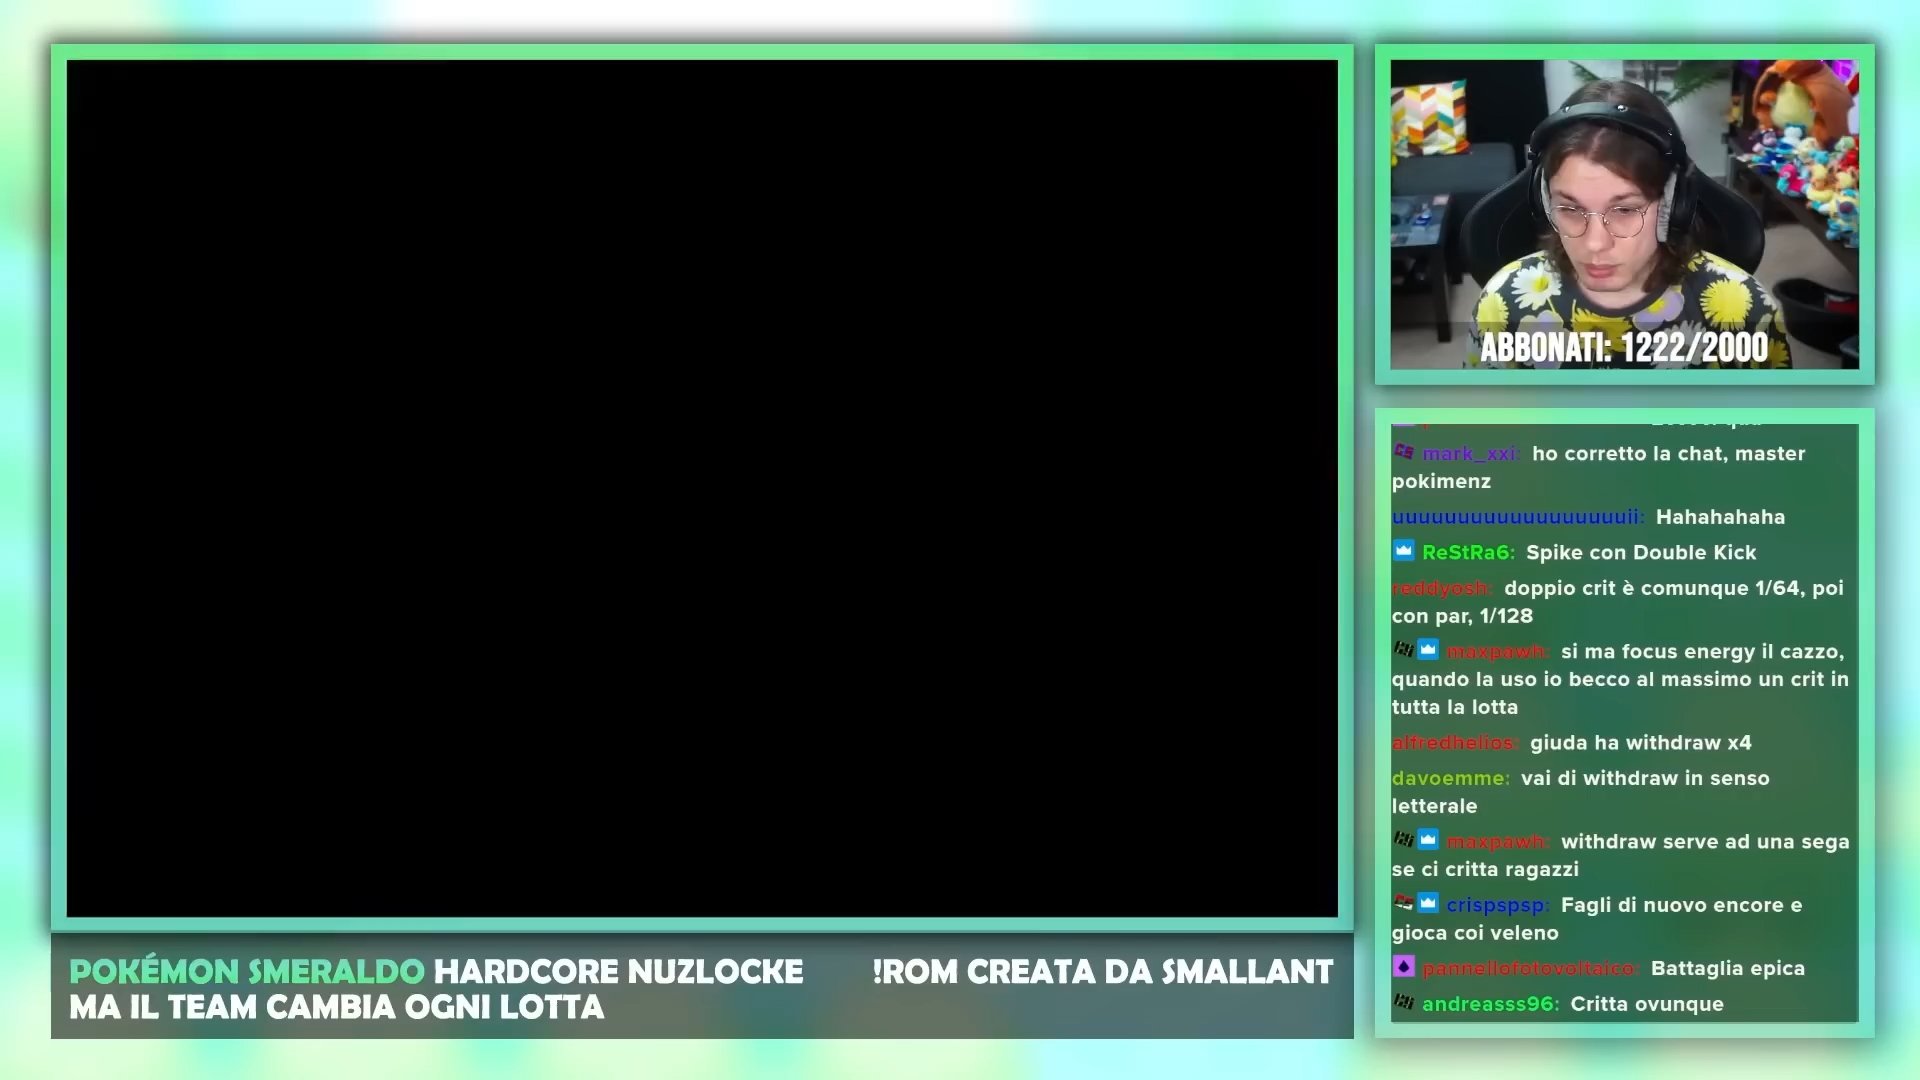 ABBONATI: 1222/2000
mark_xxi: ho corretto la chat, master
pokimenz
uuuuuuuuuuuuuuuuuuuii: Hahahahaha
ReStRa6: Spike con Double Kick
reddyosh: doppio crit è comunque 1/64, poi
con par, 1/128
maxpawh: si ma focus energy il cazzo,
quando la uso io becco al massimo un crit in
tutta la lotta
alfredhelios: giuda ha withdraw x4
davoemme: vai di withdraw in senso
letterale
maxpawh: withdraw serve ad una sega
se ci critta ragazzi
crispspsp: Fagli di nuovo encore e
gioca coi veleno
pannellofotovoltaico: Battaglia epica
andreasss96: Critta ovunque
POKÉMON SMERALDO HARDCORE NUZLOCKE !ROM CREATA DA SMALLANT
MA IL TEAM CAMBIA OGNI LOTTA